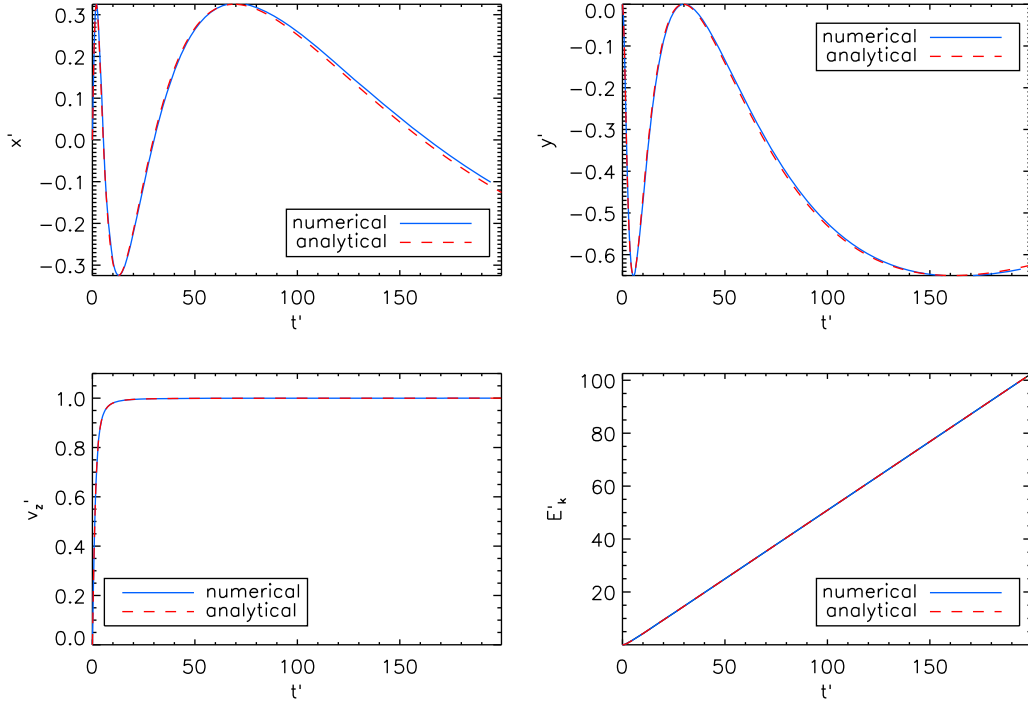 0.3
0.2
0.1
0.0
−0.1
−0.2
−0.3
x'
0 50 100 150
t'
numerical
analytical
0.0
−0.1
−0.2
−0.3
−0.4
−0.5
−0.6
y'
0 50 100 150
t'
numerical
analytical
1.0
0.8
0.6
0.4
0.2
0.0
v_z'
0 50 100 150
t'
numerical
analytical
100
80
60
40
20
E'_k
0 50 100 150
t'
numerical
analytical